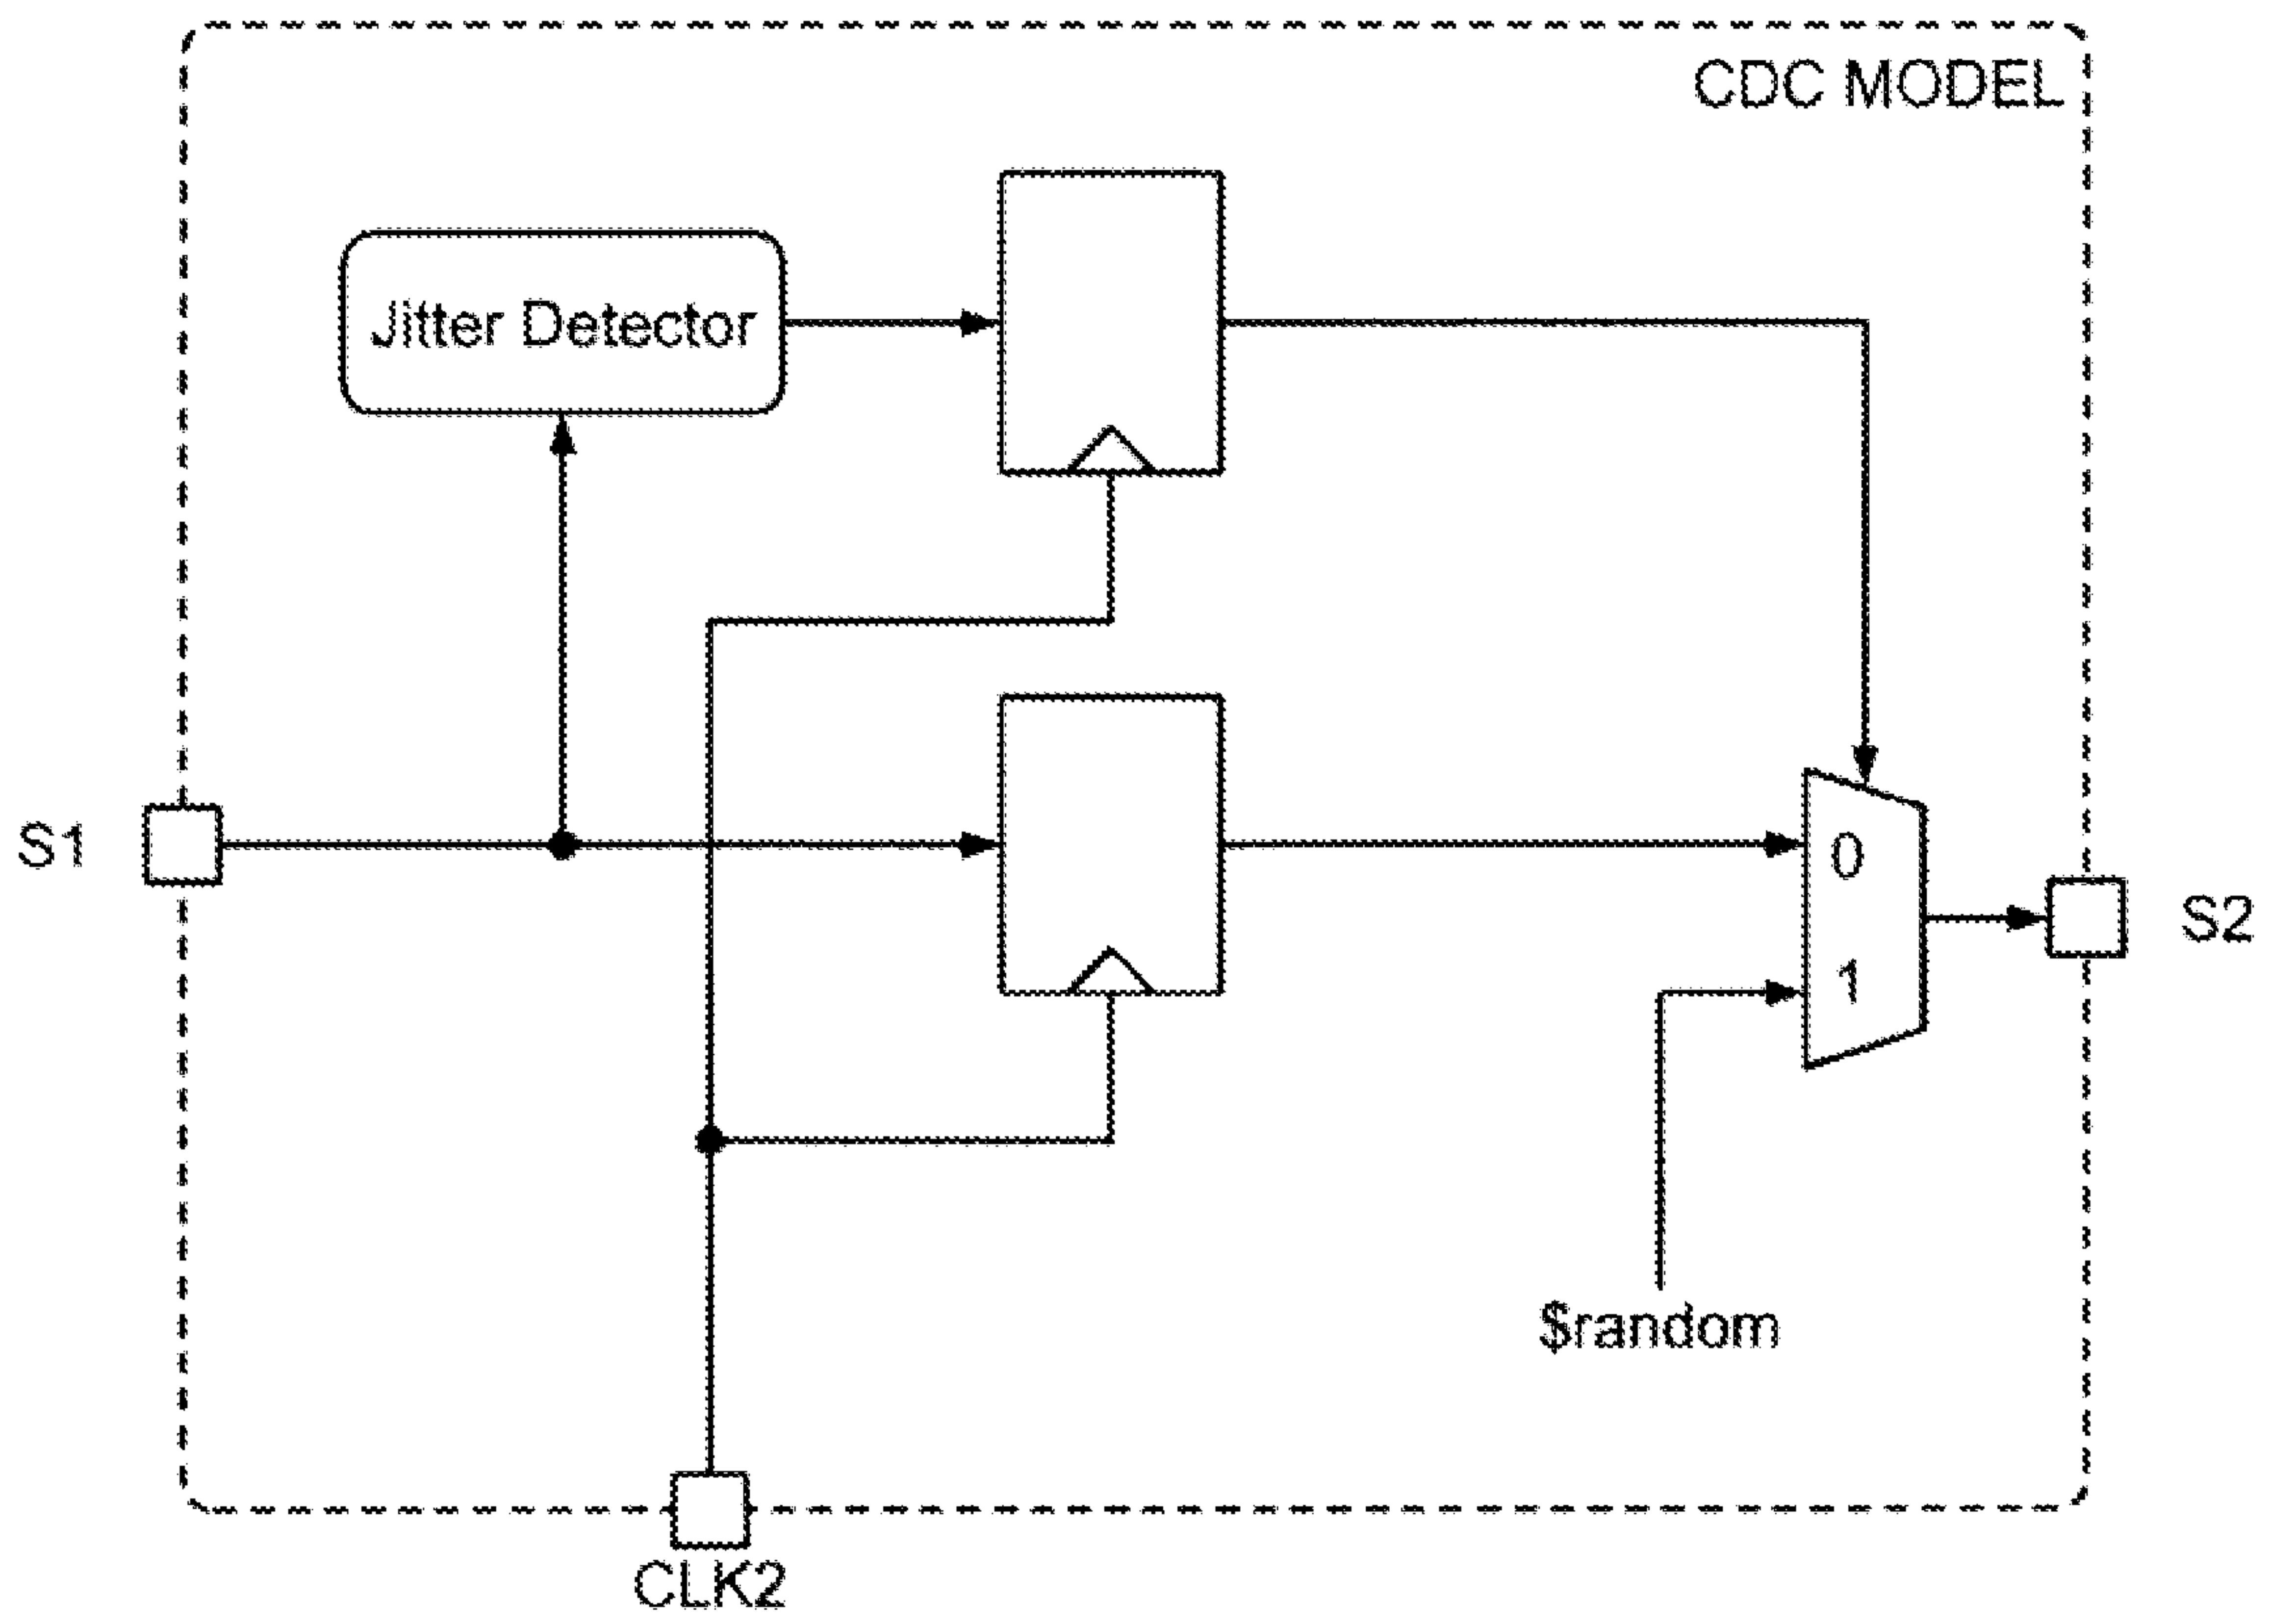 CDC MODEL
Jitter Detector
S1
0
S2
1
$random
CLK2